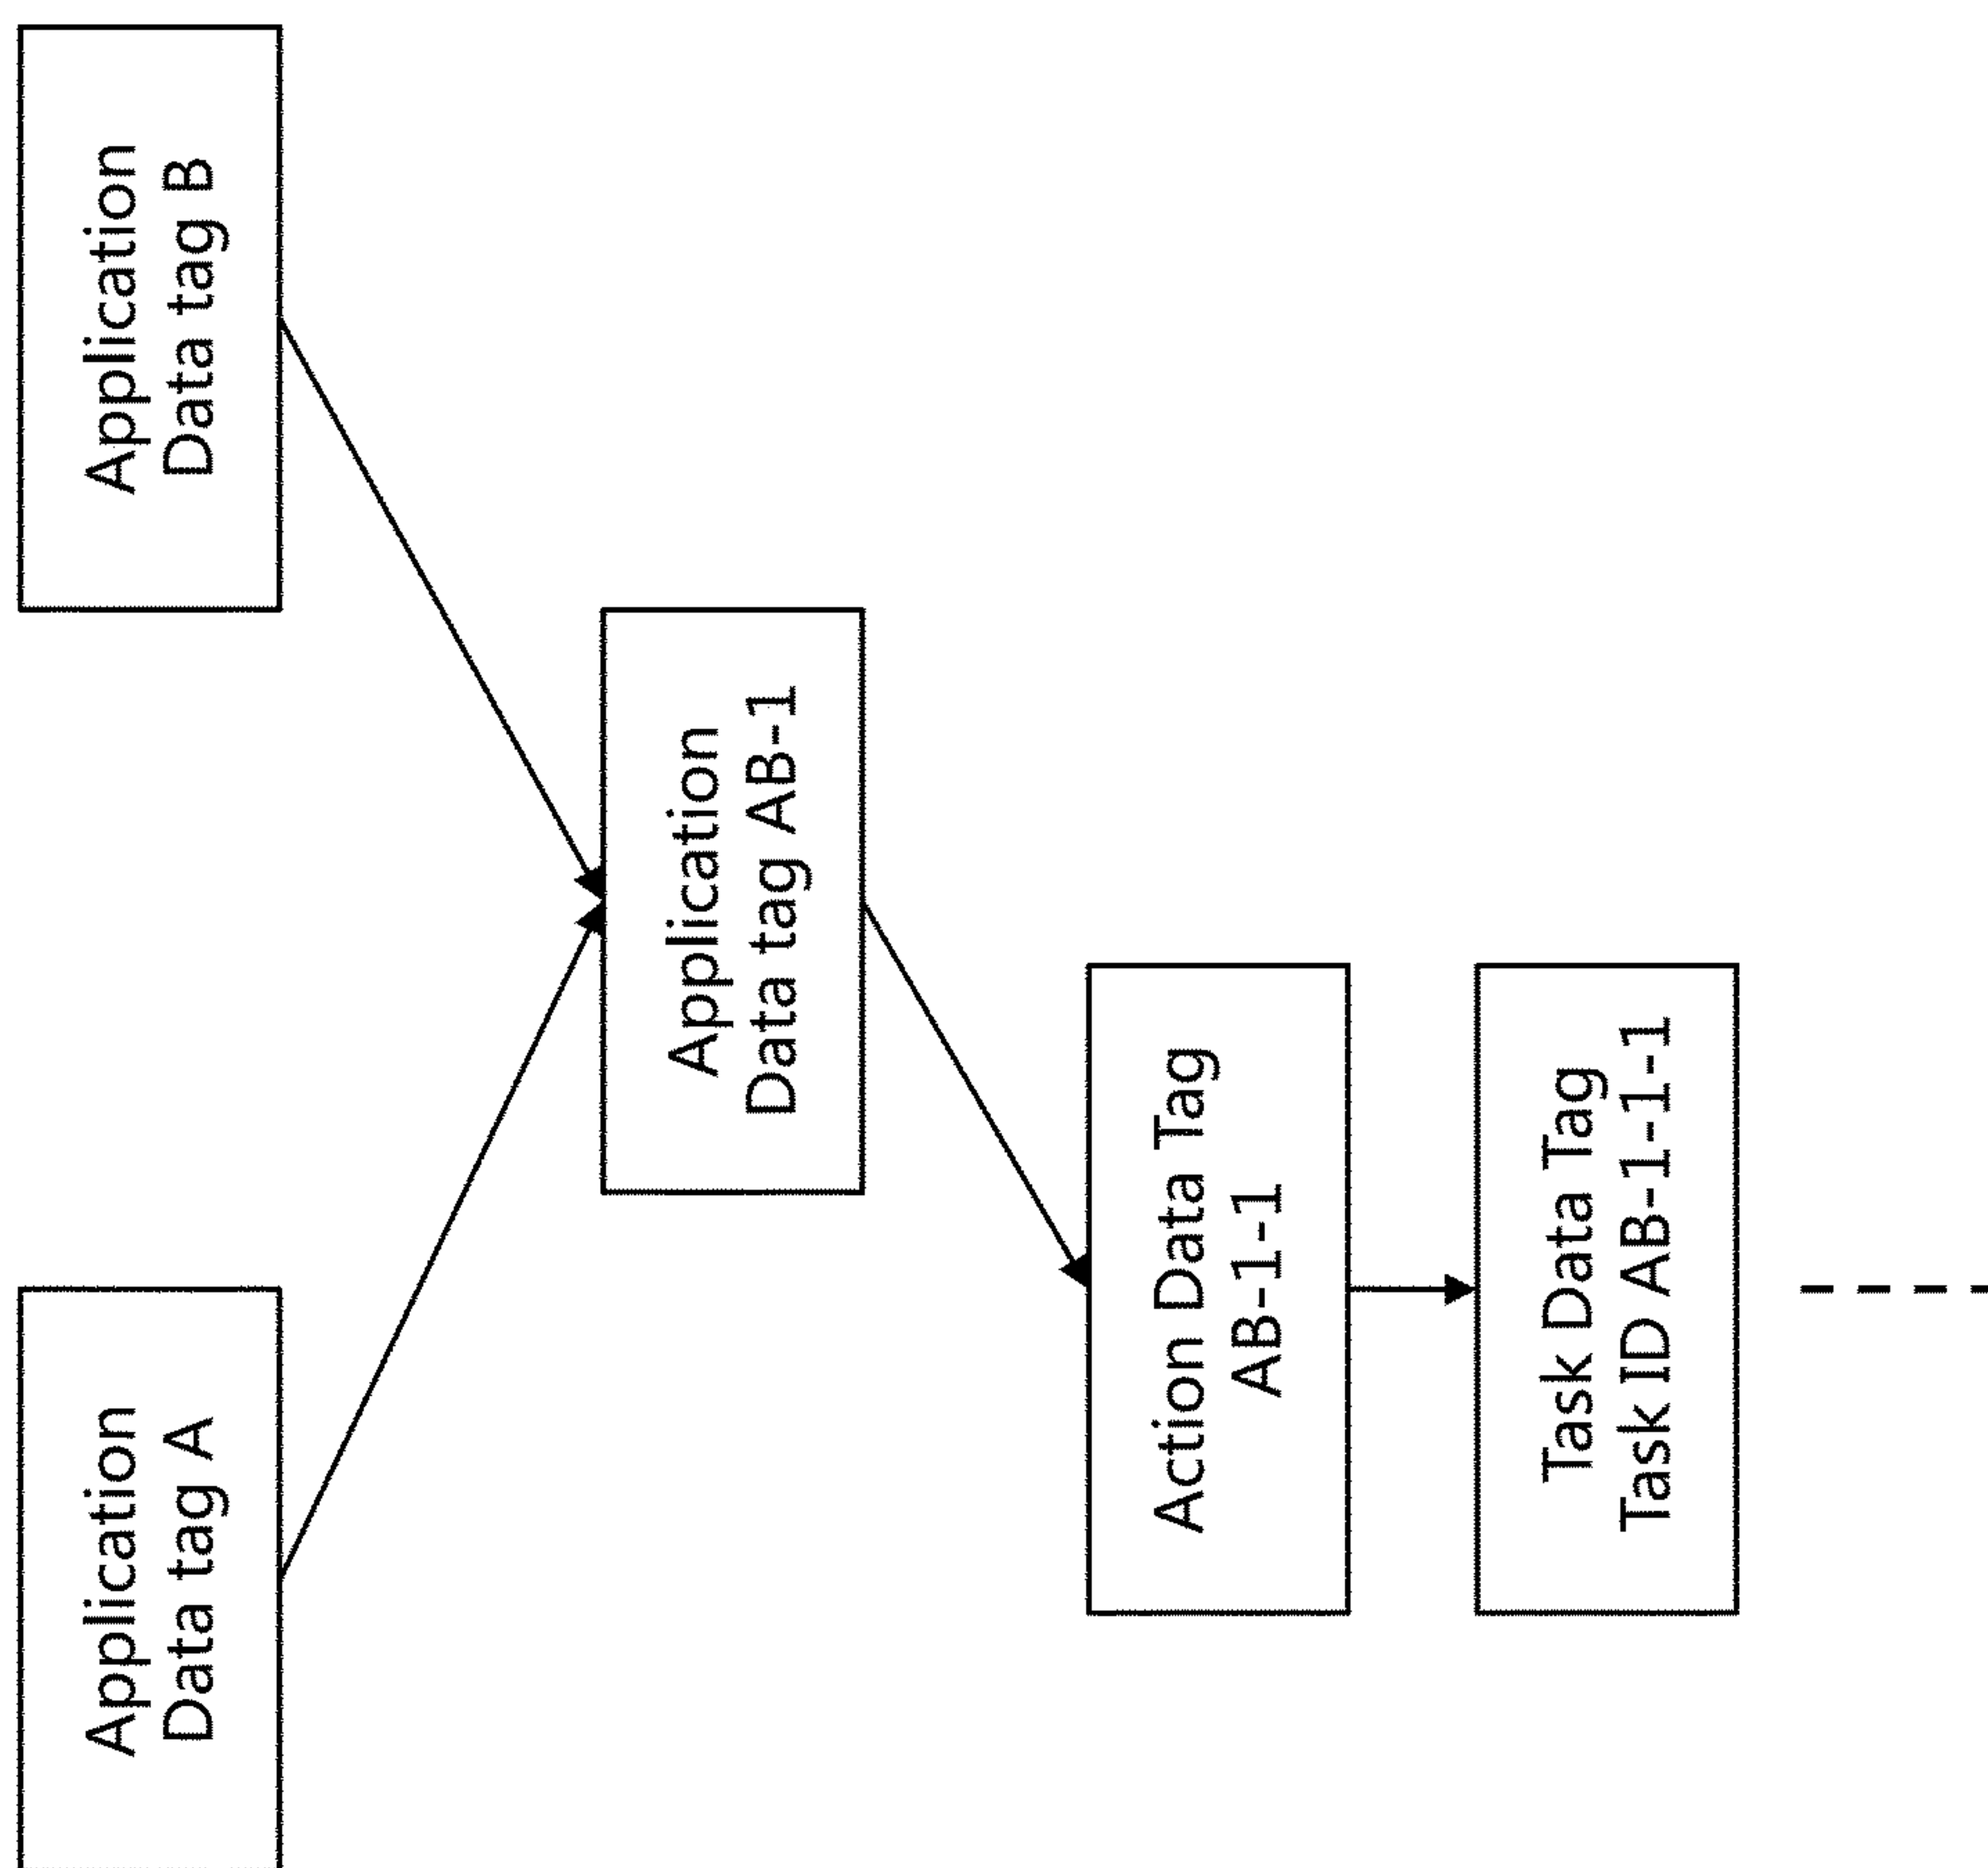 Application
Data tag A
Application
Data tag B
Application
Data tag AB-1
Action Data Tag
AB-1-1
Task Data Tag
Task ID AB-1-1-1